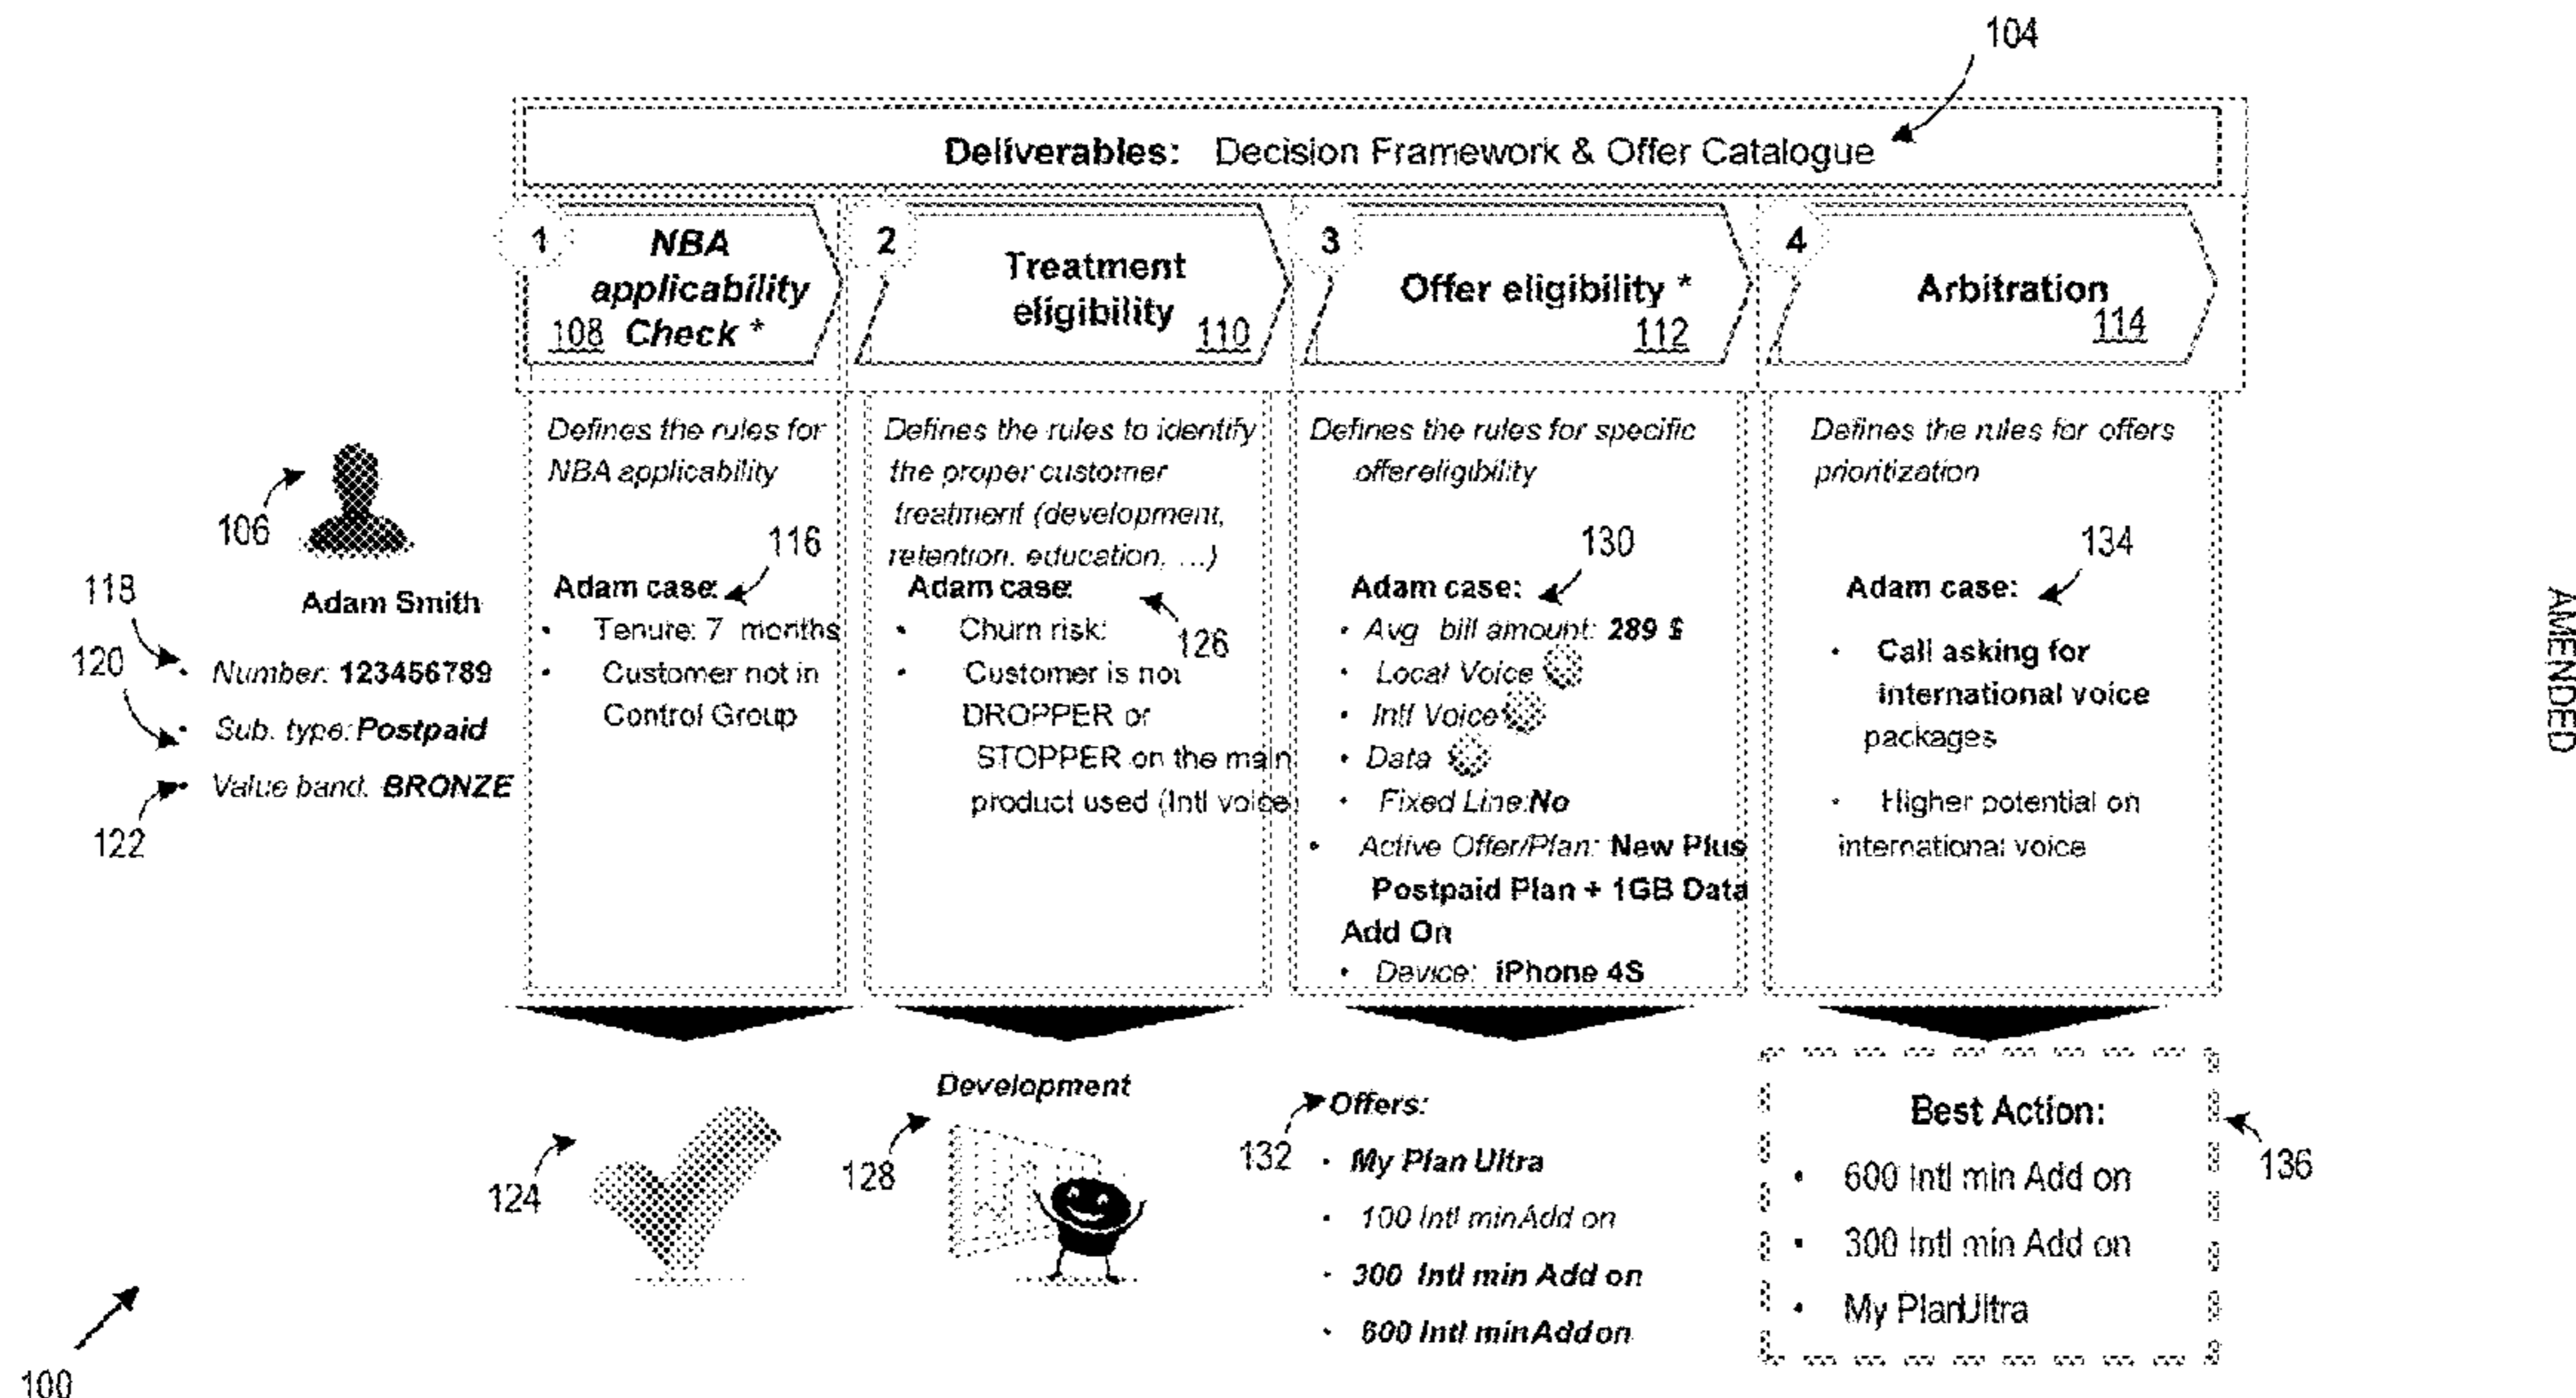 104
Deliverables: Decision Framework & Offer Catalogue
1
NBA
applicability
108 Check *
2
Treatment
eligibility
110
3
Offer eligibility *
112
4
Arbitration
114
106
Adam Smith
118
120
• Number: 123456789
• Sub. type: Postpaid
• Value band. BRONZE
122
Defines the rules for
NBA applicability
116
Adam case:
• Tenure: 7 months
• Customer not in
Control Group
Defines the rules to identify
the proper customer
treatment (development,
retention, education, ...)
Adam case:
126
• Churn risk:
• Customer is not
DROPPER or
STOPPER on the main
product used (Intl voice)
Defines the rules for specific
offereligibility
130
Adam case:
• Avg bill amount: 289 $
• Local Voice
• Intl Voice
• Data
• Fixed Line:No
• Active Offer/Plan: New Plus
Postpaid Plan + 1GB Data
Add On
• Device: iPhone 4S
Defines the rules for offers
prioritization
134
Adam case:
• Call asking for
international voice
packages
• Higher potential on
international voice
124
Development
128
Offers:
132
• My Plan Ultra
• 100 Intl minAdd on
• 300 Intl min Add on
• 600 Intl minAddon
Best Action:
• 600 Intl min Add on
• 300 Intl min Add on
• My PlanUltra
136
100
AMENDED